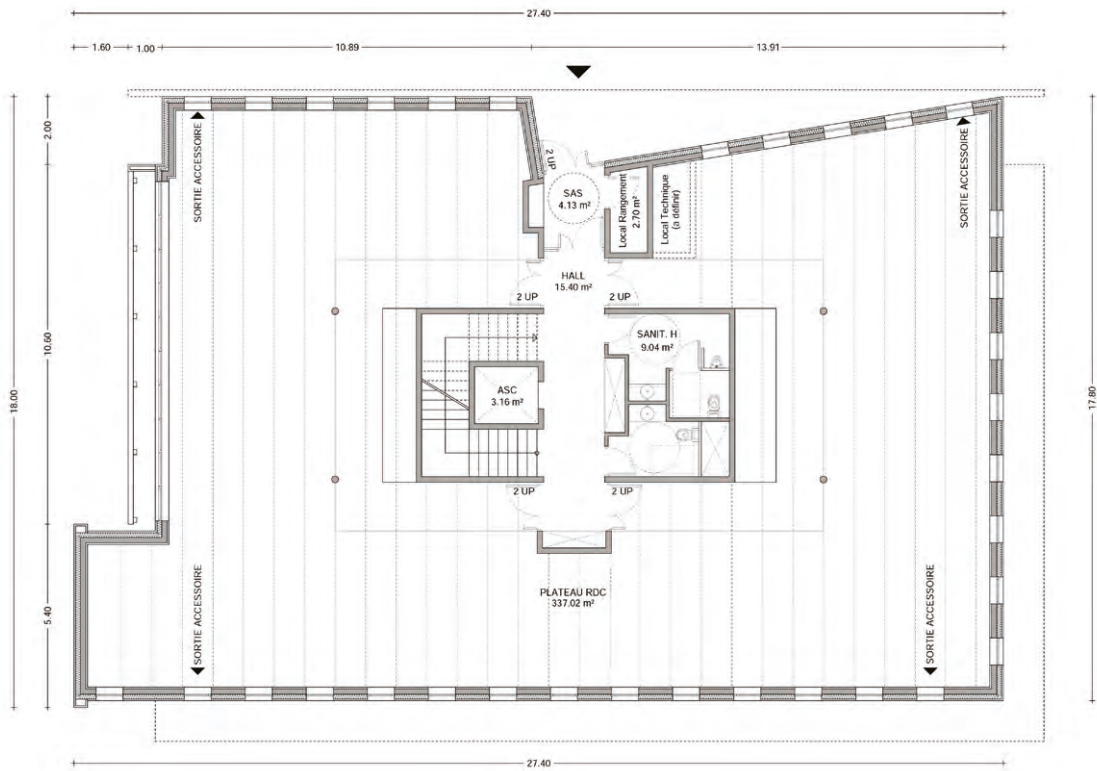 27.40
1.60
1.00
10.89
13.91
2.00
10.60
5.40
18.00
17.80
SORTIE ACCESSOIRE
SORTIE ACCESSOIRE
2 UP
SAS
4.13 m²
Local Rangement
2.70 m²
Local Technique
(a définir)
HALL
15.40 m²
2 UP
2 UP
SANIT. H
9.04 m²
ASC
3.16 m²
2 UP
2 UP
PLATEAU RDC
337.02 m²
SORTIE ACCESSOIRE
SORTIE ACCESSOIRE
27.40